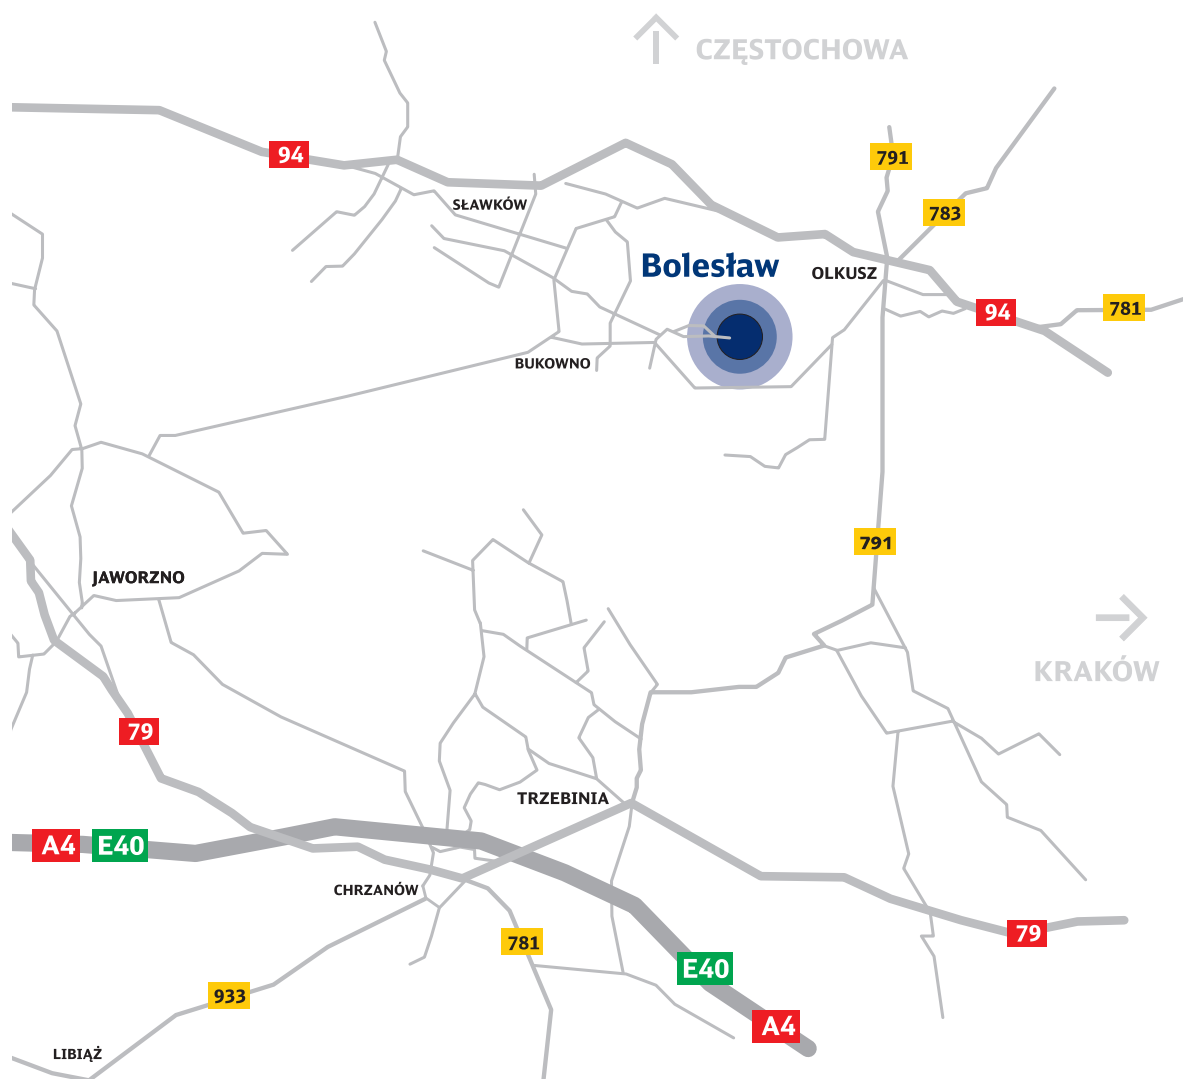 CZĘSTOCHOWA
94
791
SŁAWKÓW
783
Bolesław
OLKUSZ
94
781
BUKOWNO
791
JAWORZNO
KRAKÓW
79
TRZEBINIA
A4
E40
CHRZANÓW
79
781
E40
933
A4
LIBIĄŻ